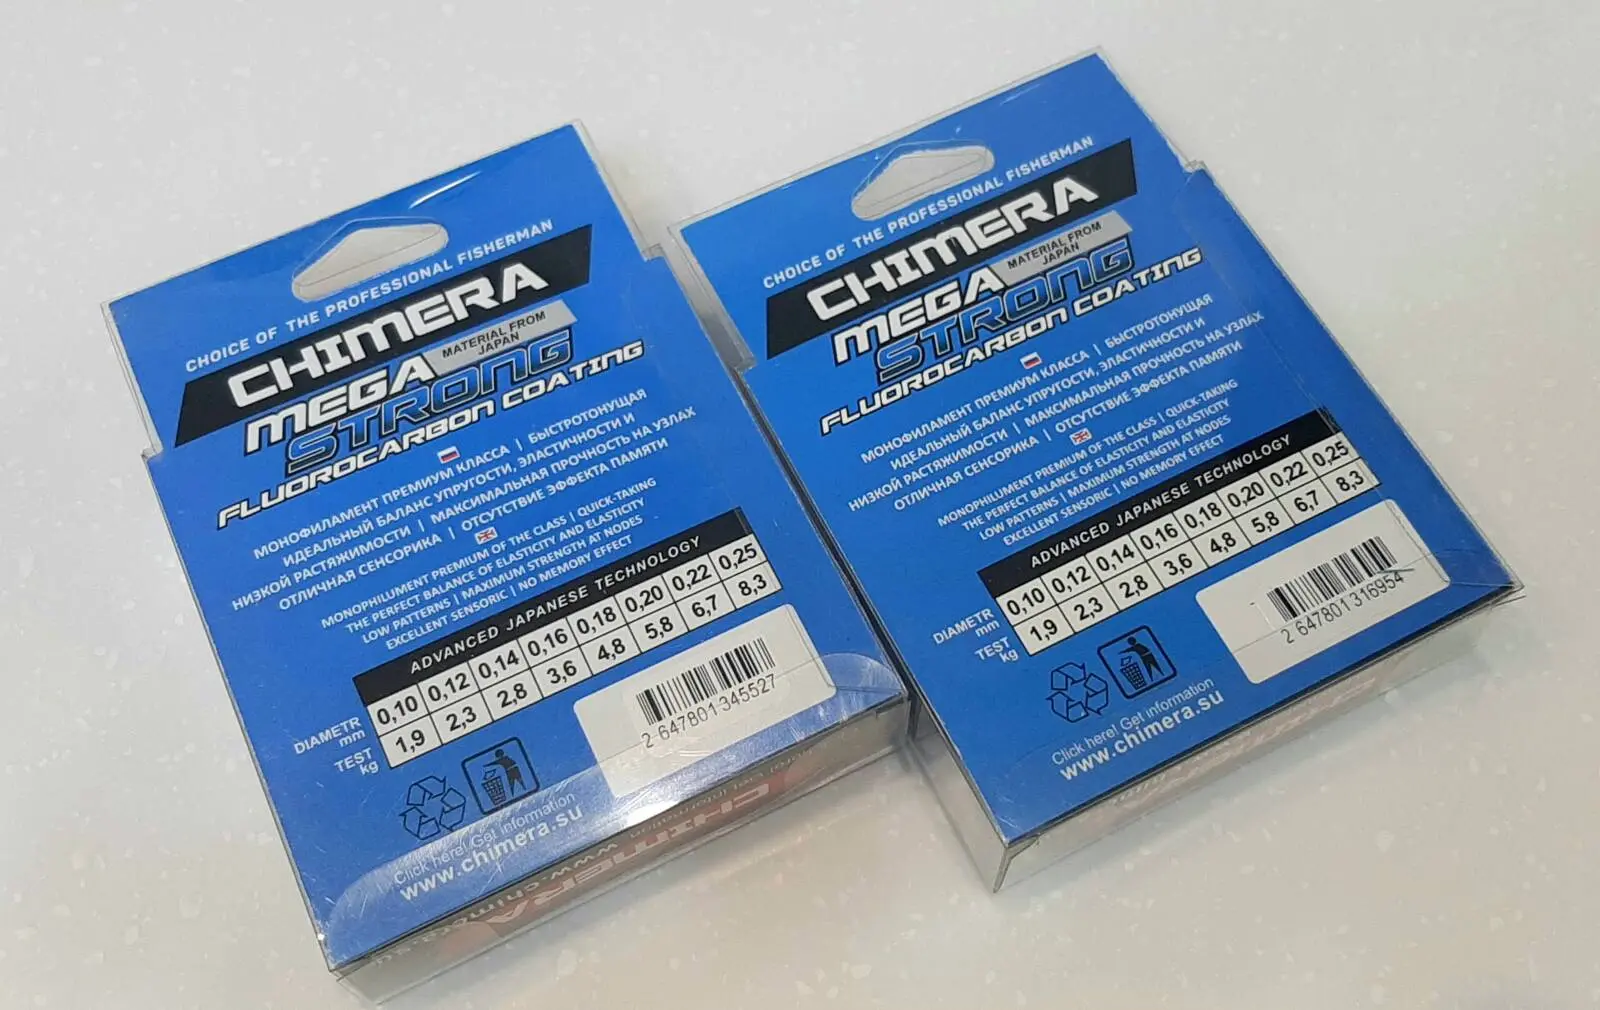 CHOICE OF THE PROFESSIONAL FISHERMAN
CHIMERA
MEGA
MATERIAL FROM
JAPAN
STRONG
FLUOROCARBON COATING
МОНОФИЛАМЕНТ ПРЕМИУМ КЛАССА | БЫСТРОТОНУЩАЯ
ИДЕАЛЬНЫЙ БАЛАНС УПРУГОСТИ, ЭЛАСТИЧНОСТИ И
НИЗКОЙ РАСТЯЖИМОСТИ | МАКСИМАЛЬНАЯ ПРОЧНОСТЬ НА УЗЛАХ
ОТЛИЧНАЯ СЕНСОРИКА | ОТСУТСТВИЕ ЭФФЕКТА ПАМЯТИ
MONOPHILUMENT PREMIUM OF THE CLASS | QUICK-TAKING
THE PERFECT BALANCE OF ELASTICITY AND ELASTICITY
LOW PATTERNS | MAXIMUM STRENGTH AT NODES
EXCELLENT SENSORIC | NO MEMORY EFFECT
ADVANCED JAPANESE TECHNOLOGY
DIAMETR mm 0,10 0,12 0,14 0,16 0,18 0,20 0,22 0,25
TEST kg 1,9 2,3 2,8 3,6 4,8 5,8 6,7 8,3
2 647801 345527
Click here! Get information
www.chimera.su
CHIMERA
CHOICE OF THE PROFESSIONAL FISHERMAN
CHIMERA
MEGA
MATERIAL FROM
JAPAN
STRONG
FLUOROCARBON COATING
МОНОФИЛАМЕНТ ПРЕМИУМ КЛАССА | БЫСТРОТОНУЩАЯ
ИДЕАЛЬНЫЙ БАЛАНС УПРУГОСТИ, ЭЛАСТИЧНОСТИ И
НИЗКОЙ РАСТЯЖИМОСТИ | МАКСИМАЛЬНАЯ ПРОЧНОСТЬ НА УЗЛАХ
ОТЛИЧНАЯ СЕНСОРИКА | ОТСУТСТВИЕ ЭФФЕКТА ПАМЯТИ
MONOPHILUMENT PREMIUM OF THE CLASS | QUICK-TAKING
THE PERFECT BALANCE OF ELASTICITY AND ELASTICITY
LOW PATTERNS | MAXIMUM STRENGTH AT NODES
EXCELLENT SENSORIC | NO MEMORY EFFECT
ADVANCED JAPANESE TECHNOLOGY
DIAMETR mm 0,10 0,12 0,14 0,16 0,18 0,20 0,22 0,25
TEST kg 1,9 2,3 2,8 3,6 4,8 5,8 6,7 8,3
2 647801 316954
Click here! Get information
www.chimera.su